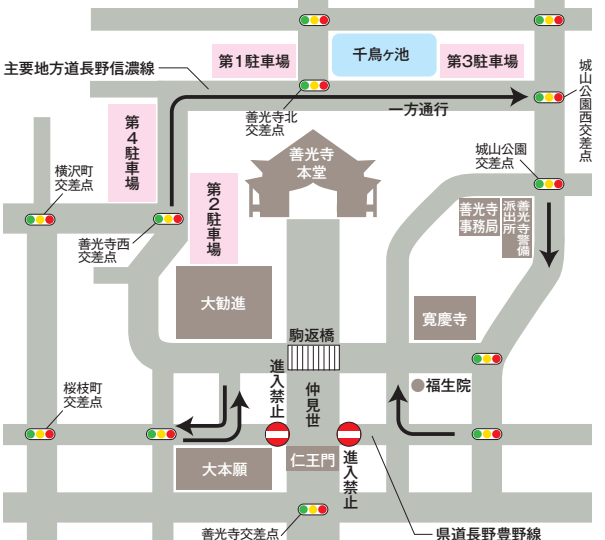 主要地方道長野信濃線
第1駐車場
千鳥ヶ池
第3駐車場
城山公園西交差点
善光寺北
交差点
一方通行
第4駐車場
横沢町
交差点
善光寺
本堂
城山公園
交差点
第2駐車場
善光寺西
交差点
善光寺
事務局
善光寺警備
派出所
大勧進
寛慶寺
駒返橋
進入禁止
仲見世
福生院
桜枝町
交差点
大本願
仁王門
進入禁止
善光寺交差点
県道長野豊野線